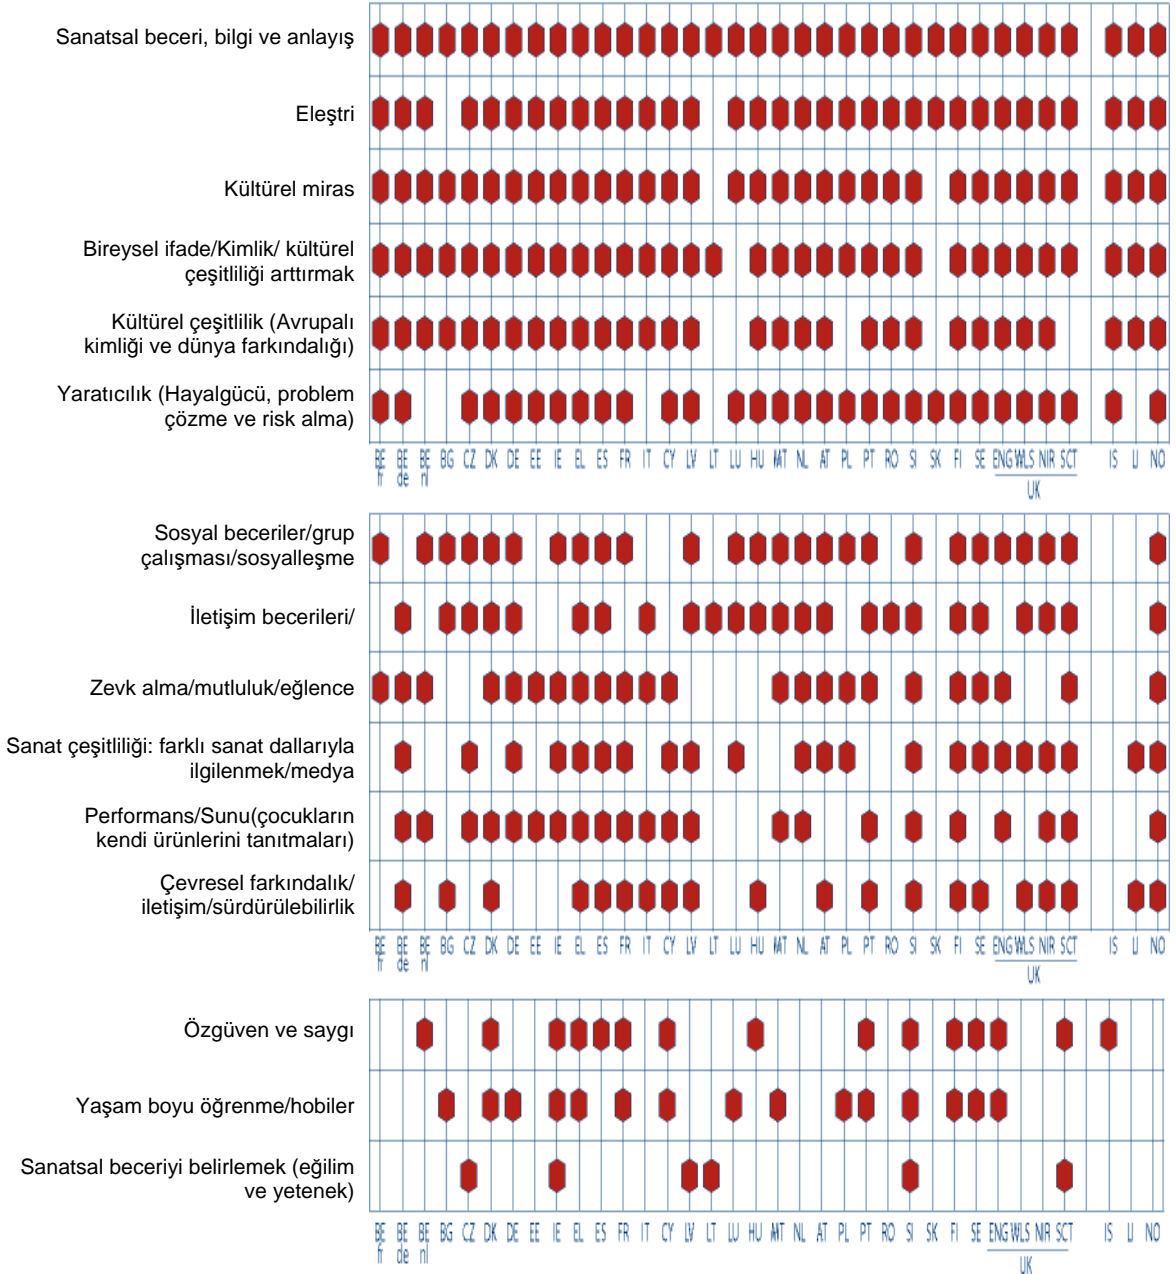 Sanatsal beceri, bilgi ve anlayış
Eleştri
Kültürel miras
Bireysel ifade/Kimlik/ kültürel
çeşitliliği arttırmak
Kültürel çeşitlilik (Avrupalı
kimliği ve dünya farkındalığı)
Yaratıcılık (Hayalgücü, problem
çözme ve risk alma)
BE BE BE BG CZ DK DE EE IE EL ES FR IT CY LV LT LU HU MT NL AT PL PT RO SI SK FI SE ENG WLS NIR SCT IS LI NO
fr de nl
UK
Sosyal beceriler/grup
çalışması/sosyalleşme
İletişim becerileri/
Zevk alma/mutluluk/eğlence
Sanat çeşitliliği: farklı sanat dallarıyla
ilgilenmek/medya
Performans/Sunu(çocukların
kendi ürünlerini tanıtmaları)
Çevresel farkındalık/
iletişim/sürdürülebilirlik
BE BE BE BG CZ DK DE EE IE EL ES FR IT CY LV LT LU HU MT NL AT PL PT RO SI SK FI SE ENG WLS NIR SCT IS LI NO
fr de nl
UK
Özgüven ve saygı
Yaşam boyu öğrenme/hobiler
Sanatsal beceriyi belirlemek (eğilim
ve yetenek)
BE BE BE BG CZ DK DE EE IE EL ES FR IT CY LV LT LU HU MT NL AT PL PT RO SI SK FI SE ENG WLS NIR SCT IS LI NO
fr de nl
UK